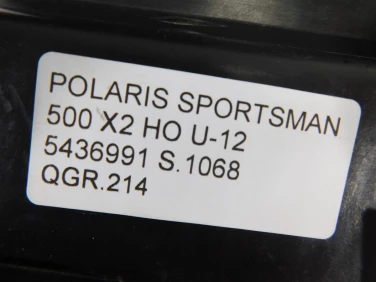 POLARIS SPORTSMAN
500 X2 HO U-12
5436991 S.1068
QGR.214